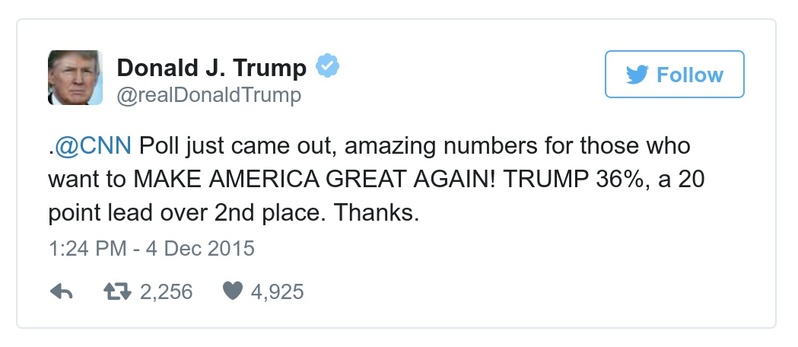 Donald J. Trump
Follow
@realDonaldTrump
.@CNN Poll just came out, amazing numbers for those who
want to MAKE AMERICA GREAT AGAIN! TRUMP 36%, a 20
point lead over 2nd place. Thanks.
1:24 PM - 4 Dec 2015
2,256 4,925